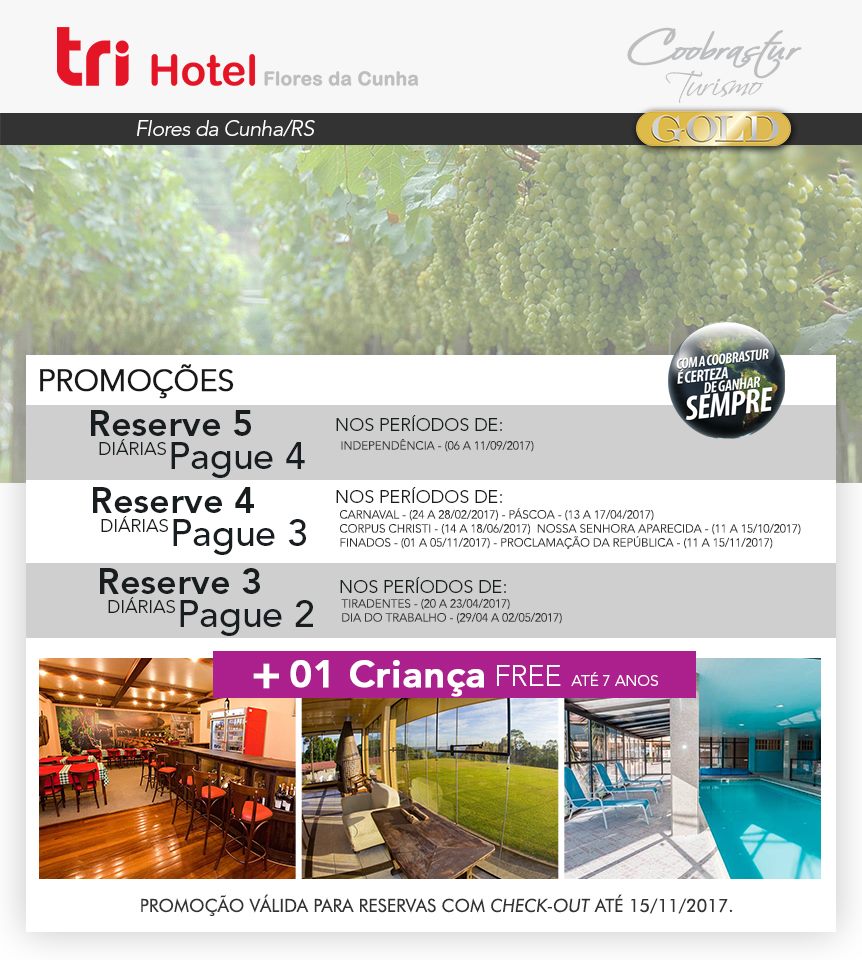 tri Hotel Flores da Cunha
Coobrastur
Turismo
Flores da Cunha/RS
GOLD
COM A COOBRASTUR
É CERTEZA
DE GANHAR
SEMPRE
PROMOÇÕES
Reserve 5
DIÁRIAS Pague 4
NOS PERÍODOS DE:
INDEPENDÊNCIA - (06 A 11/09/2017)
Reserve 4
DIÁRIAS Pague 3
NOS PERÍODOS DE:
CARNAVAL - (24 A 28/02/2017) - PÁSCOA - (13 A 17/04/2017)
CORPUS CHRISTI - (14 A 18/06/2017) NOSSA SENHORA APARECIDA - (11 A 15/10/2017)
FINADOS - (01 A 05/11/2017) - PROCLAMAÇÃO DA REPÚBLICA - (11 A 15/11/2017)
Reserve 3
DIÁRIAS Pague 2
NOS PERÍODOS DE:
TIRADENTES - (20 A 23/04/2017)
DIA DO TRABALHO - (29/04 A 02/05/2017)
+ 01 Criança FREE ATÉ 7 ANOS
PROMOÇÃO VÁLIDA PARA RESERVAS COM CHECK-OUT ATÉ 15/11/2017.